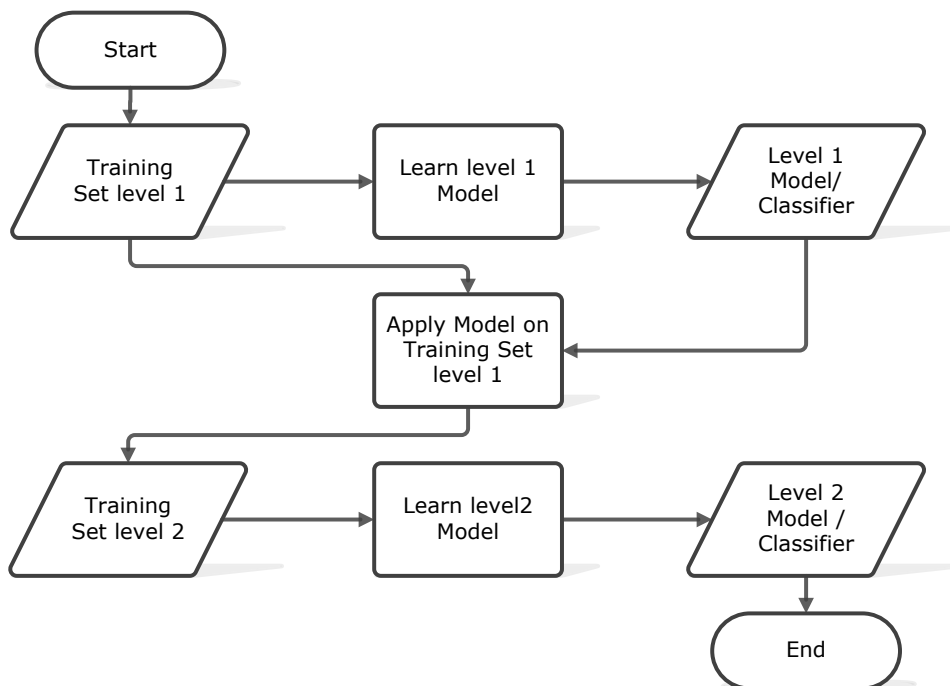 Start
Training
Set level 1
Learn level 1
Model
Level 1
Model/
Classifier
Apply Model on
Training Set
level 1
Training
Set level 2
Learn level2
Model
Level 2
Model /
Classifier
End